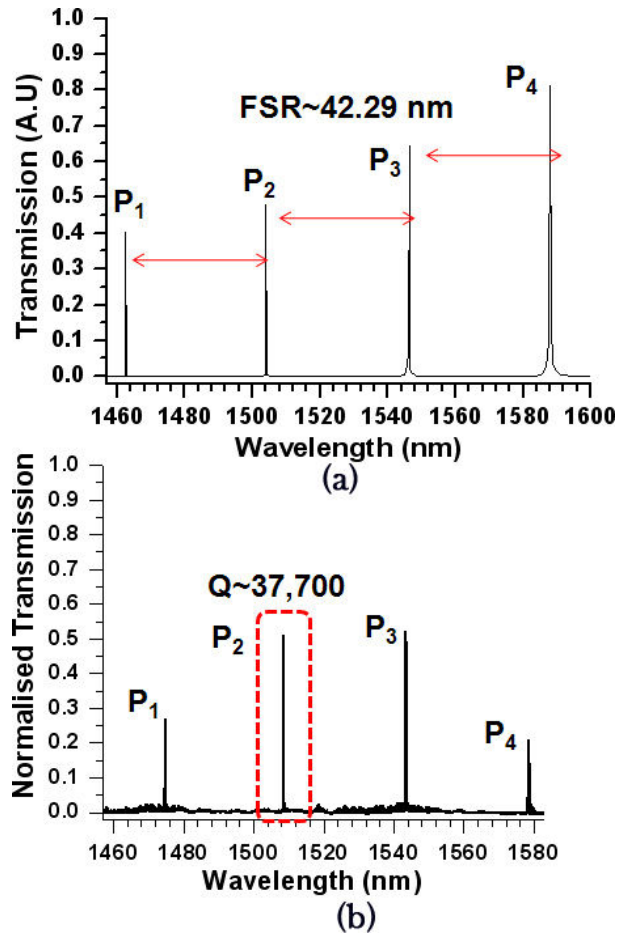 1.0
0.9
0.8
0.7
0.6
0.5
0.4
0.3
0.2
0.1
0.0
Transmission (A.U)
FSR~42.29 nm
P1
P2
P3
P4
1460 1480 1500 1520 1540 1560 1580 1600
Wavelength (nm)
(a)
1.0
0.9
0.8
0.7
0.6
0.5
0.4
0.3
0.2
0.1
0.0
Normalised Transmission
Q~37,700
P1
P2
P3
P4
1460 1480 1500 1520 1540 1560 1580
Wavelength (nm)
(b)